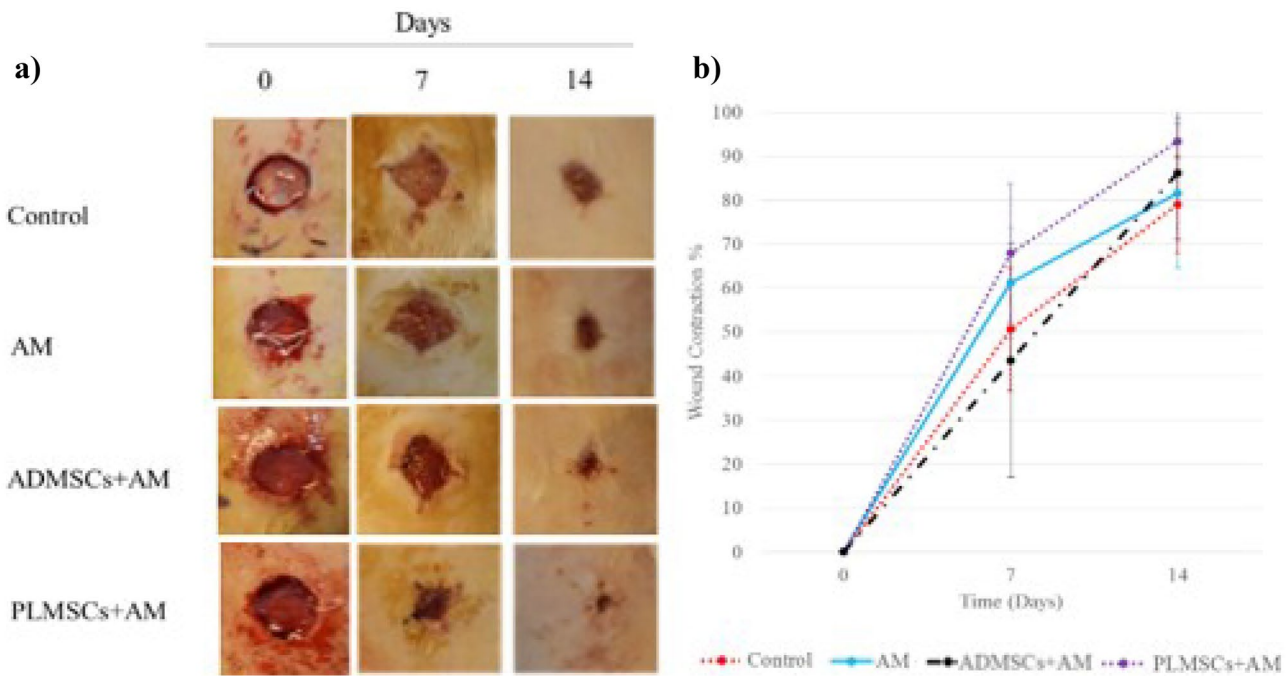 Days
a)
0 7 14
Control
AM
ADMSCs+AM
PLMSCs+AM
b)
Wound Contraction %
100
90
80
70
60
50
40
30
20
10
0
0 7 14
Time (Days)
Control AM ADMSCs+AM PLMSCs+AM